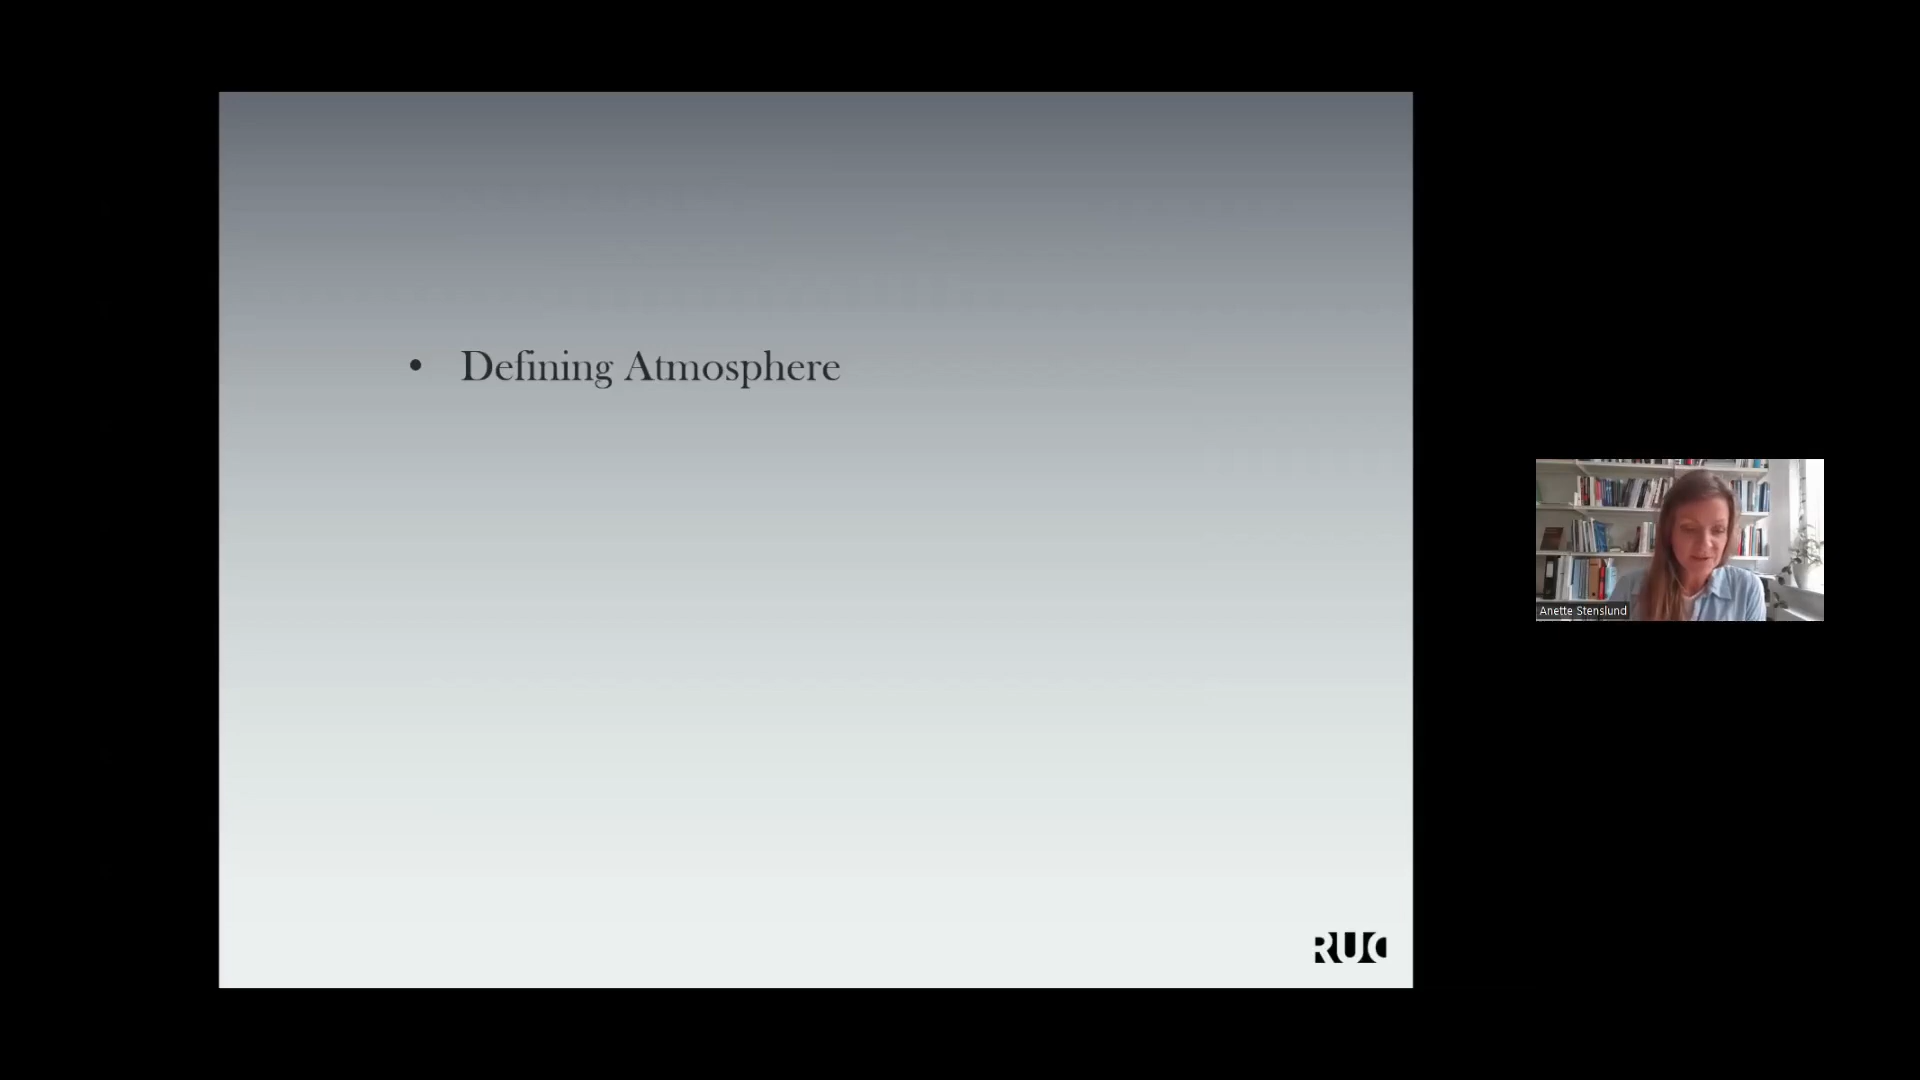 • Defining Atmosphere
Anette Stenslund
RUC